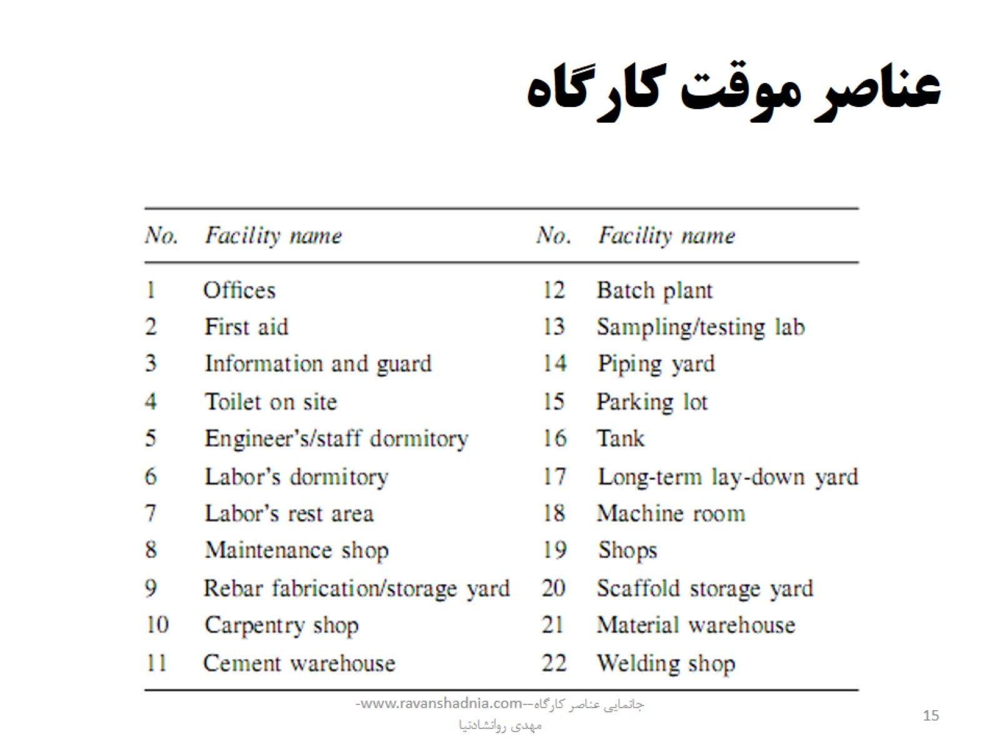 عناصر موقت کارگاه
No. Facility name No. Facility name
1 Offices 12 Batch plant
2 First aid 13 Sampling/testing lab
3 Information and guard 14 Piping yard
4 Toilet on site 15 Parking lot
5 Engineer's/staff dormitory 16 Tank
6 Labor's dormitory 17 Long-term lay-down yard
7 Labor's rest area 18 Machine room
8 Maintenance shop 19 Shops
9 Rebar fabrication/storage yard 20 Scaffold storage yard
10 Carpentry shop 21 Material warehouse
11 Cement warehouse 22 Welding shop
جانمایی عناصر کارگاه--www.ravanshadnia.com-
مهدی روانشادنیا
15